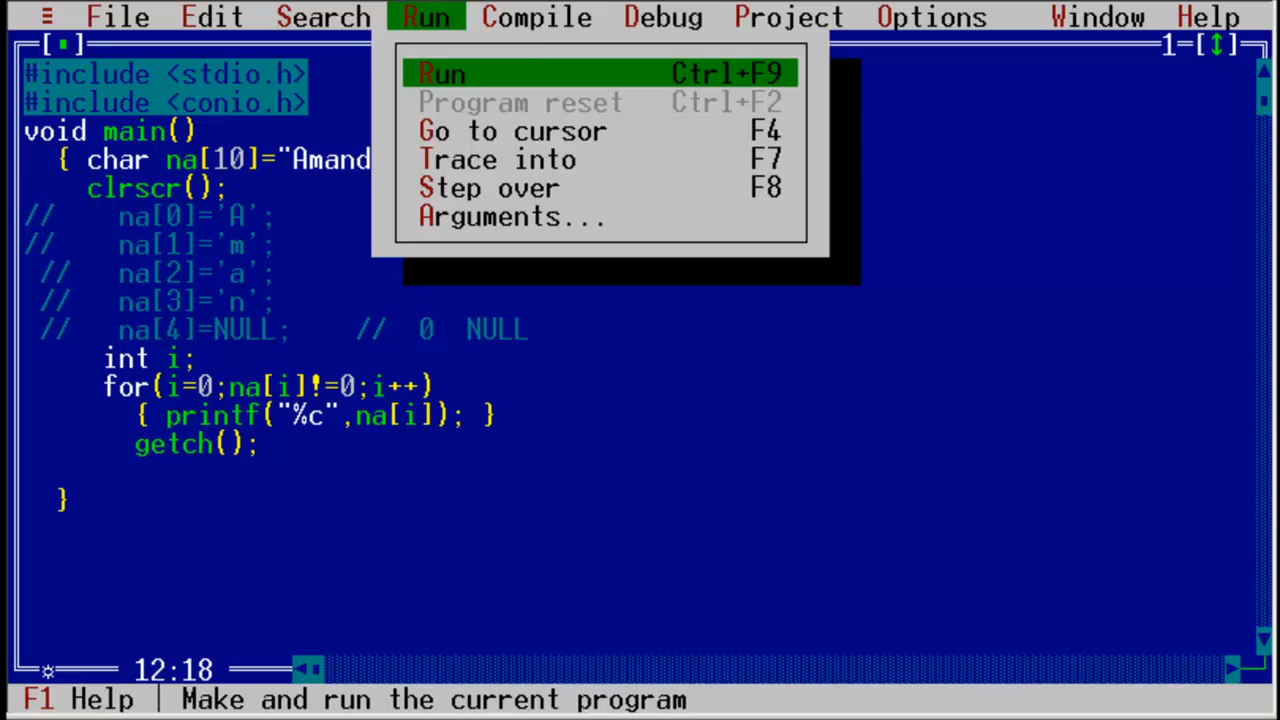 ≡ File Edit Search Run Compile Debug Project Options Window Help
1
Run Ctrl+F9
Program reset Ctrl+F2
Go to cursor F4
Trace into F7
Step over F8
Arguments...
#include <stdio.h>
#include <conio.h>
void main()
{ char na[10]="Amand
clrscr();
// na[0]='A';
// na[1]='m';
// na[2]='a';
// na[3]='n';
// na[4]=NULL; // 0 NULL
int i;
for(i=0;na[i]!=0;i++)
{ printf("%c",na[i]); }
getch();
}
12:18
F1 Help | Make and run the current program